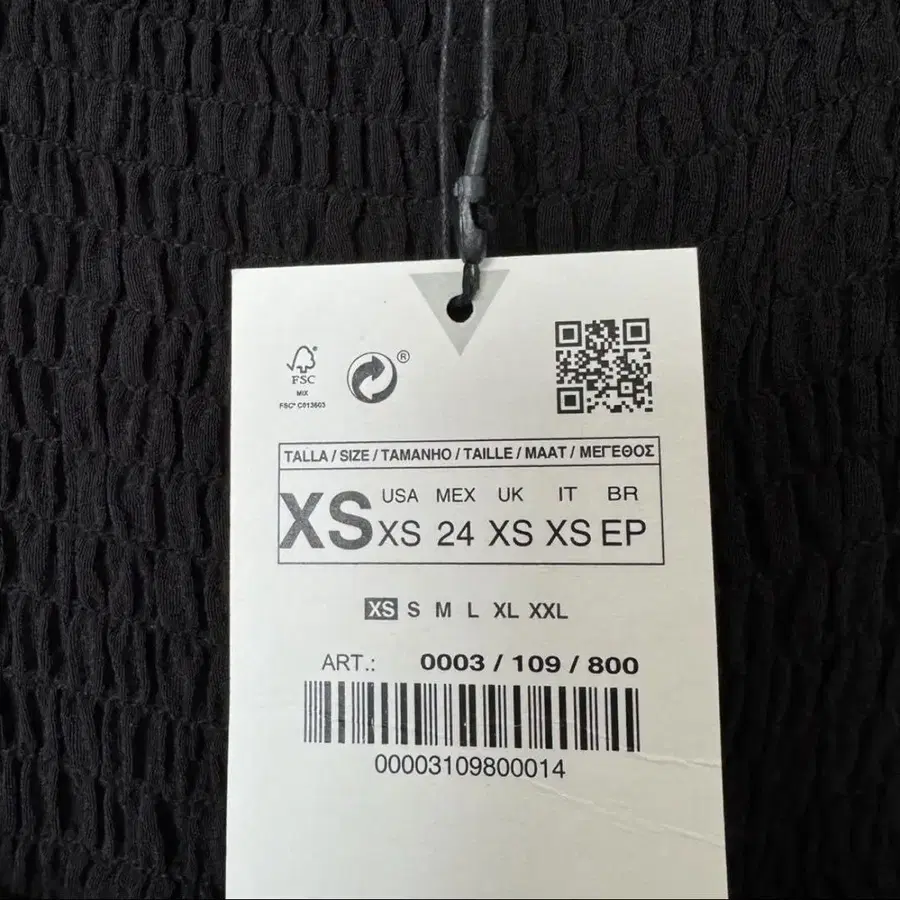 FSC
MIX
FSC® C013603
®
TALLA / SIZE / TAMANHO / TAILLE / MAAT / ΜΕΓΕΘΟΣ
XS
USA MEX UK IT BR
XS 24 XS XS EP
XS S M L XL XXL
ART.: 0003 / 109 / 800
00003109800014